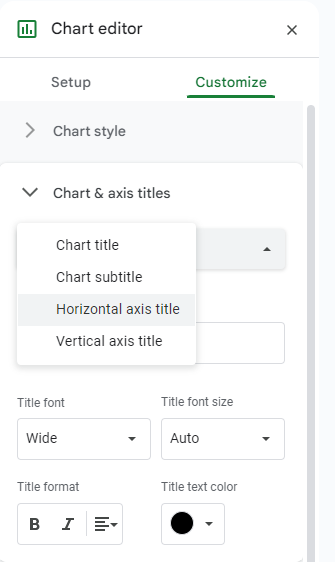 Chart editor
Setup
Customize
Chart style
Chart & axis titles
Chart title
Chart subtitle
Horizontal axis title
Vertical axis title
Title font
Title font size
Wide
Auto
Title format
Title text color
B
I